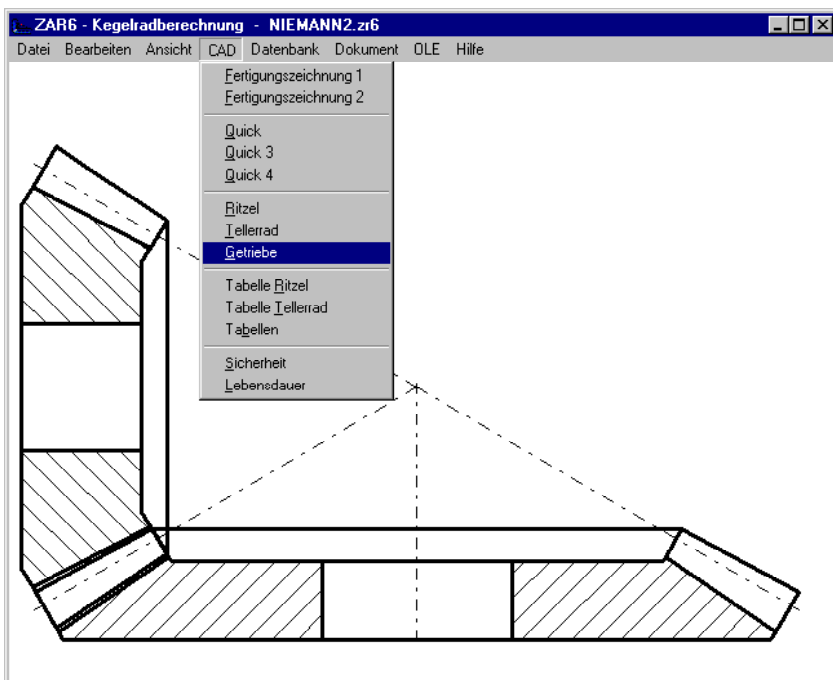 ZAR6 - Kegelradberechnung - NIEMANN2.zr6
Datei Bearbeiten Ansicht CAD Datenbank Dokument OLE Hilfe
Fertigungszeichnung 1
Fertigungszeichnung 2
Quick
Quick 3
Quick 4
Ritzel
Tellerrad
Getriebe
Tabelle Ritzel
Tabelle Tellerrad
Tabellen
Sicherheit
Lebensdauer